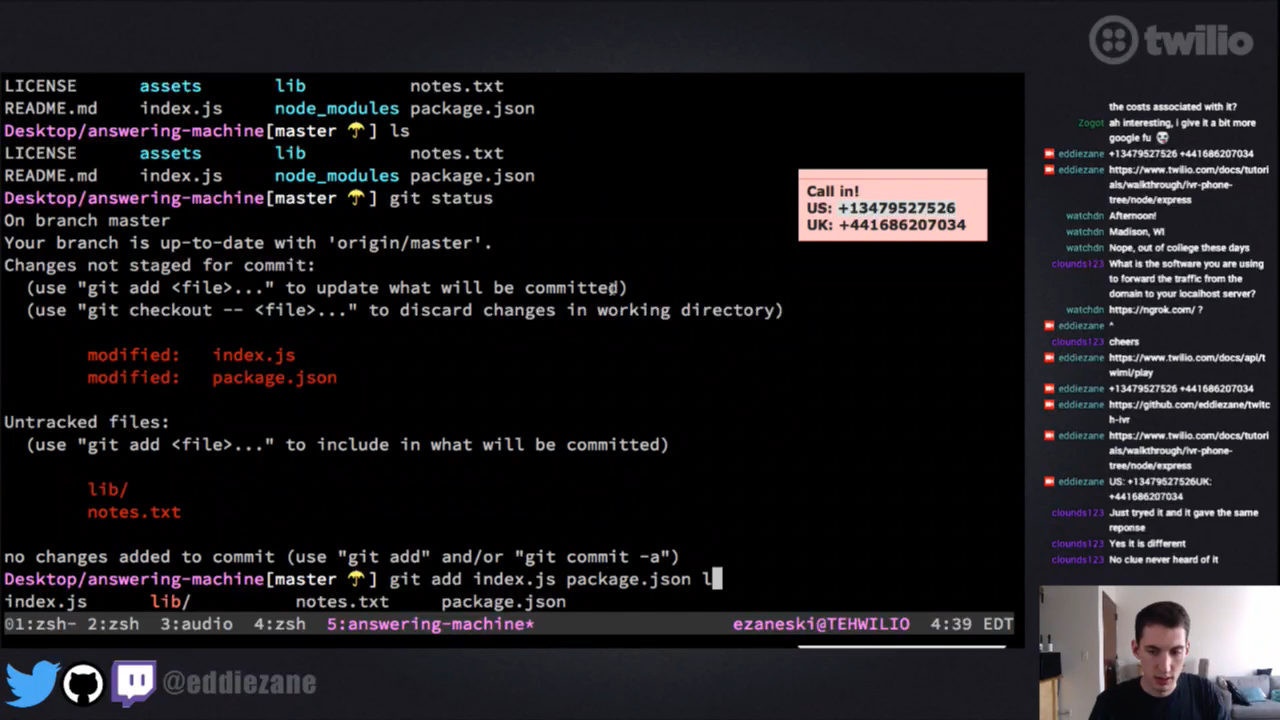 twilio
LICENSE assets lib notes.txt
README.md index.js node_modules package.json
Desktop/answering-machine[master ☂] ls
LICENSE assets lib notes.txt
README.md index.js node_modules package.json
Desktop/answering-machine[master ☂] git status
On branch master
Your branch is up-to-date with 'origin/master'.
Changes not staged for commit:
(use "git add <file>..." to update what will be committed)
(use "git checkout -- <file>..." to discard changes in working directory)
modified: index.js
modified: package.json
Untracked files:
(use "git add <file>..." to include in what will be committed)
lib/
notes.txt
no changes added to commit (use "git add" and/or "git commit -a")
Desktop/answering-machine[master ☂] git add index.js package.json l
index.js lib/ notes.txt package.json
01:zsh- 2:zsh 3:audio 4:zsh 5:answering-machine* ezaneski@TEHWILIO 4:39 EDT
Call in!
US: +13479527526
UK: +441686207034
the costs associated with it?
Zogot ah interesting, i give it a bit more
google fu
eddiezane +13479527526 +441686207034
eddiezane https://www.twilio.com/docs/tutori
als/walkthrough/ivr-phone-
tree/node/express
watchdn Afternoon!
watchdn Madison, WI
watchdn Nope, out of college these days
clounds123 What is the software you are using
to forward the traffic from the
domain to your localhost server?
watchdn https://ngrok.com/ ?
eddiezane ^
clounds123 cheers
eddiezane https://www.twilio.com/docs/api/t
wiml/play
eddiezane +13479527526 +441686207034
eddiezane https://github.com/eddiezane/twitc
h-ivr
eddiezane https://www.twilio.com/docs/tutori
als/walkthrough/ivr-phone-
tree/node/express
eddiezane US: +13479527526UK:
+441686207034
clounds123 Just tryed it and it gave the same
reponse
clounds123 Yes it is different
clounds123 No clue never heard of it
@eddiezane